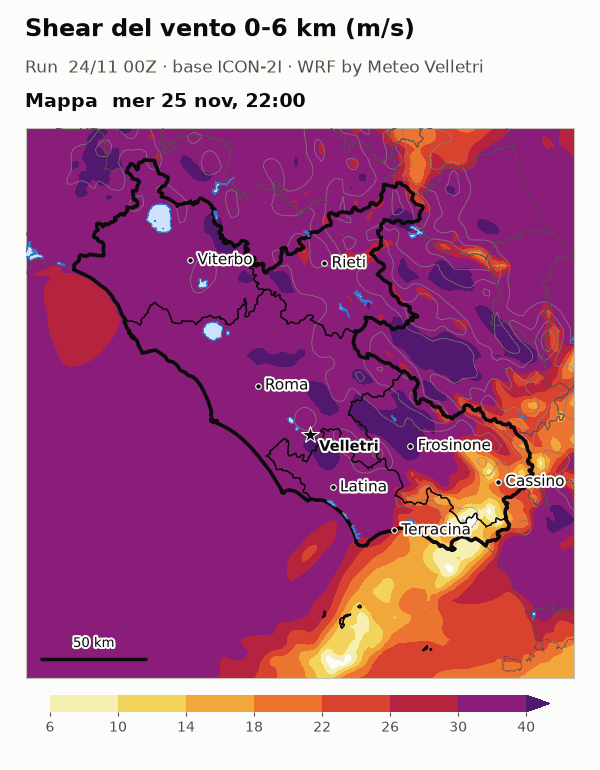 Shear del vento 0-6 km (m/s)
Run  24/11 00Z · base ICON-2I · WRF by Meteo Velletri
Mappa  mer 25 nov, 22:00
Viterbo
Rieti
Roma
Velletri
Frosinone
Latina
Cassino
Terracina
50 km
6 10 14 18 22 26 30 40